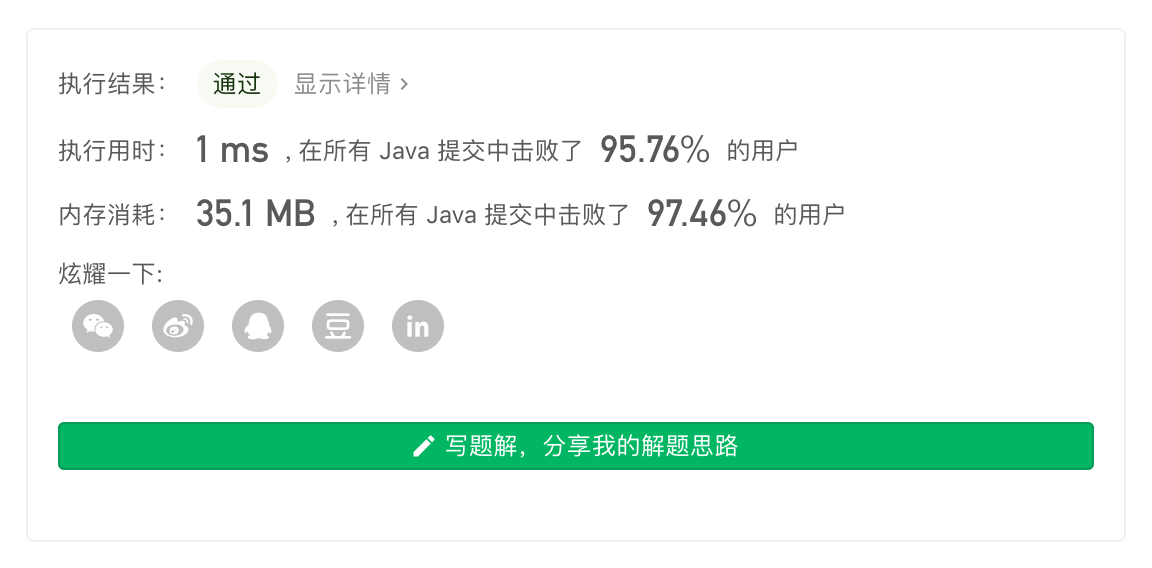 执行结果： 通过 显示详情 ›
执行用时： 1 ms , 在所有 Java 提交中击败了 95.76% 的用户
内存消耗： 35.1 MB , 在所有 Java 提交中击败了 97.46% 的用户
炫耀一下:
豆 in
写题解，分享我的解题思路